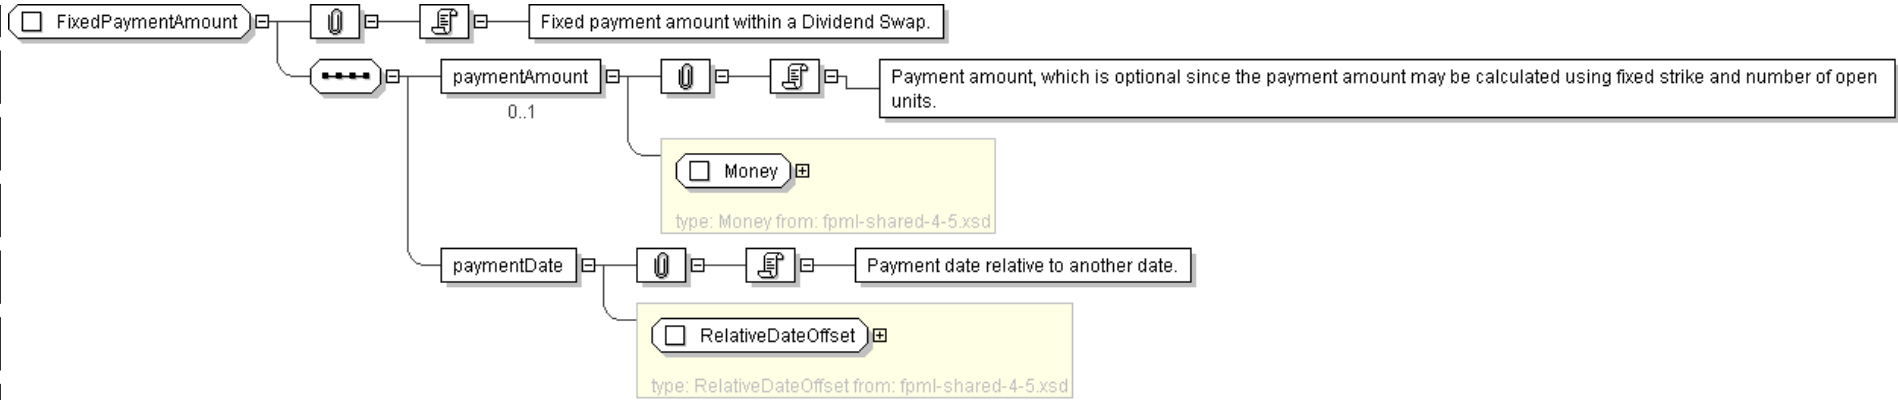 FixedPaymentAmount
Fixed payment amount within a Dividend Swap.
paymentAmount
0..1
Payment amount, which is optional since the payment amount may be calculated using fixed strike and number of open
units.
Money
type: Money from: fpml-shared-4-5.xsd
paymentDate
Payment date relative to another date.
RelativeDateOffset
type: RelativeDateOffset from: fpml-shared-4-5.xsd